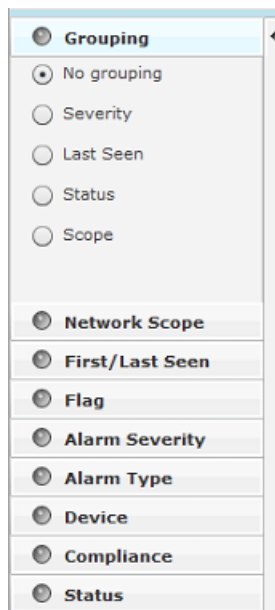 Grouping
No grouping
Severity
Last Seen
Status
Scope
Network Scope
First/Last Seen
Flag
Alarm Severity
Alarm Type
Device
Compliance
Status